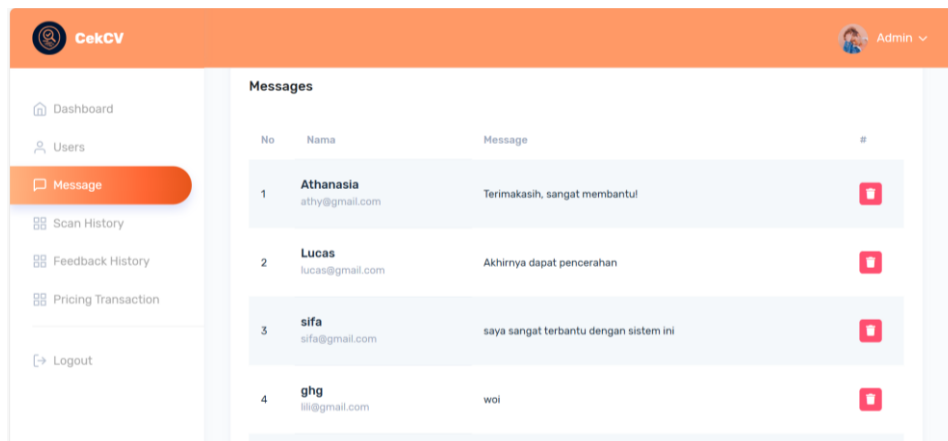 CekCV
Admin
Dashboard
Users
Message
Scan History
Feedback History
Pricing Transaction
Logout
Messages
No Nama Message #
1 Athanasia Terimakasih, sangat membantu!
athy@gmail.com
2 Lucas Akhirnya dapat pencerahan
lucas@gmail.com
3 sifa saya sangat terbantu dengan sistem ini
sifa@gmail.com
4 ghg woi
lili@gmail.com